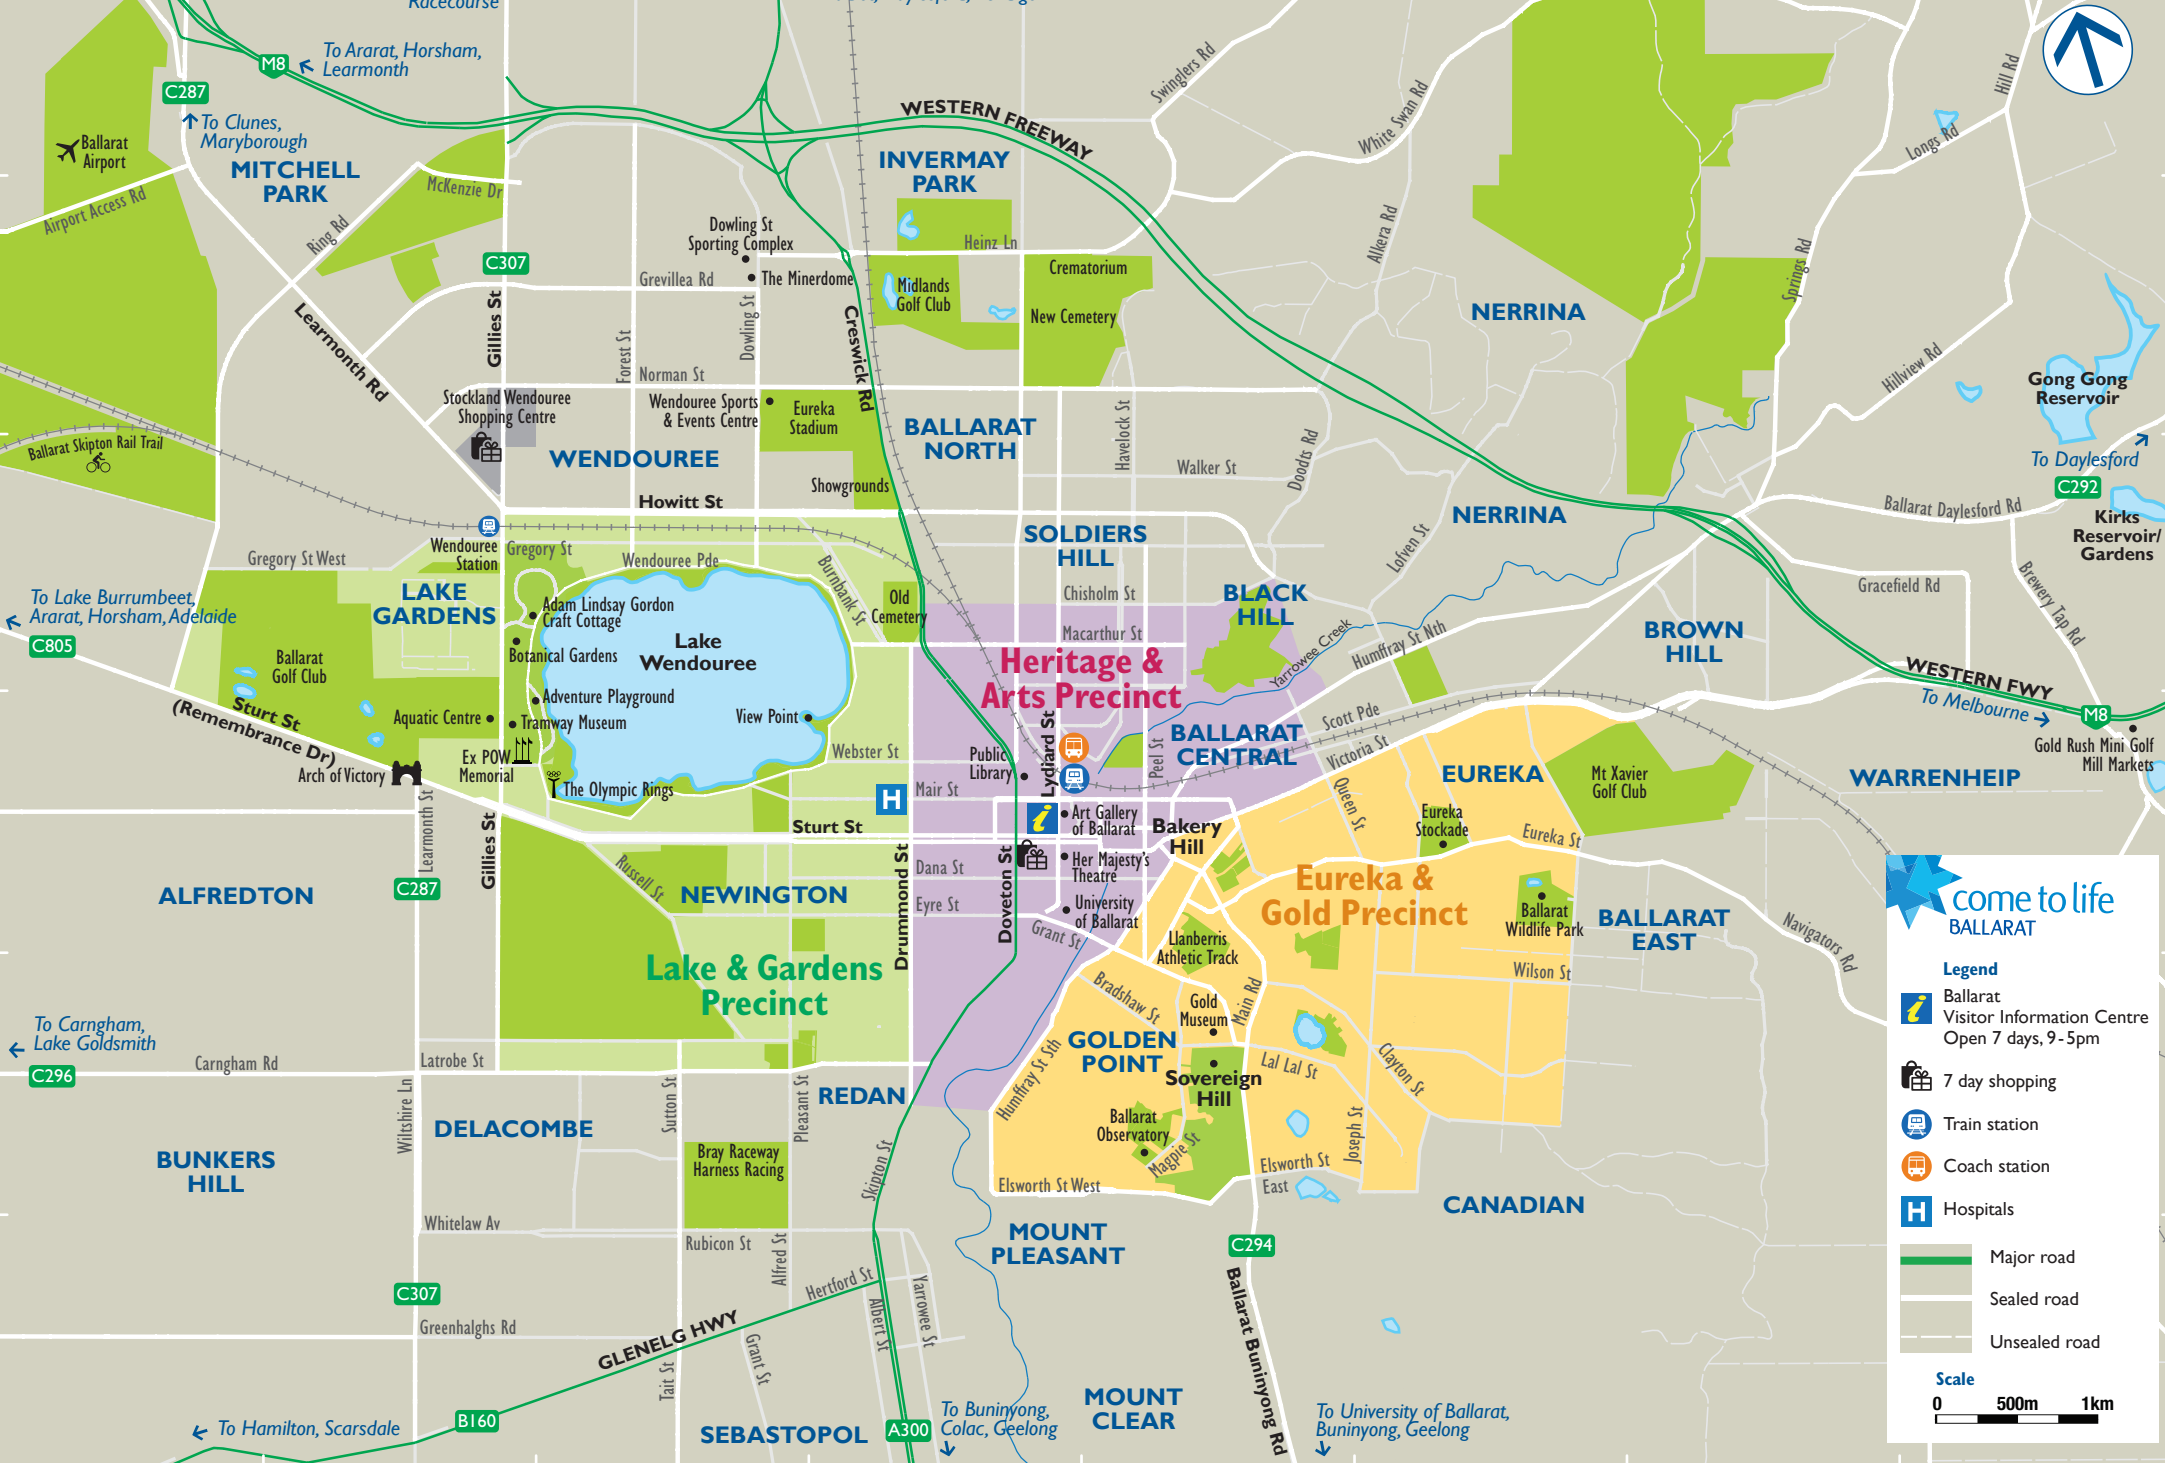 Racecourse
To Ararat, Horsham,
Learmonth
M8
C287
To Clunes,
Maryborough
Ballarat
Airport
MITCHELL
PARK
Airport Access Rd
Ring Rd
McKenzie Dr
C307
Gillies St
Learmonth Rd
WESTERN FREEWAY
INVERMAY
PARK
Swinglers Rd
White Swan Rd
Hill Rd
Longs Rd
Alkera Rd
Springs Rd
Hillview Rd
Dowling St
Sporting Complex
The Minerdome
Grevillea Rd
Dowling St
Forest St
Norman St
Creswick Rd
Heinz Ln
Crematorium
Midlands
Golf Club
New Cemetery
NERRINA
Gong Gong
Reservoir
To Daylesford
C292
Kirks
Reservoir/
Gardens
Ballarat Daylesford Rd
Stockland Wendouree
Shopping Centre
Wendouree Sports
& Events Centre
Eureka
Stadium
BALLARAT
NORTH
Havelock St
Walker St
Doodts Rd
Ballarat Skipton Rail Trail
WENDOUREE
Showgrounds
Howitt St
SOLDIERS
HILL
NERRINA
Lofven St
Wendouree
Station
Gregory St
Gregory St West
Wendouree Pde
Burnbank St
Old
Cemetery
Chisholm St
Macarthur St
BLACK
HILL
Yarrowee Creek
Humffray St Nth
BROWN
HILL
Gracefield Rd
Brewery Tap Rd
WESTERN FWY
To Melbourne
M8
Gold Rush Mini Golf
Mill Markets
WARRENHEIP
To Lake Burrumbeet,
Ararat, Horsham, Adelaide
C805
LAKE
GARDENS
Adam Lindsay Gordon
Craft Cottage
Botanical Gardens
Lake
Wendouree
Adventure Playground
Aquatic Centre
Tramway Museum
View Point
Ballarat
Golf Club
Sturt St
(Remembrance Dr)
Arch of Victory
Ex POW
Memorial
The Olympic Rings
Webster St
Heritage &
Arts Precinct
Lydiard St
Public
Library
Peel St
BALLARAT
CENTRAL
Scott Pde
Victoria St
Queen St
EUREKA
Eureka
Stockade
Eureka St
Mt Xavier
Golf Club
H
Mair St
Sturt St
i
Art Gallery
of Ballarat
Bakery
Hill
Her Majesty's
Theatre
University
of Ballarat
Dana St
Eyre St
Grant St
Doveton St
Drummond St
Learmonth St
Gillies St
C287
ALFREDTON
Russell St
NEWINGTON
Lake & Gardens
Precinct
Eureka &
Gold Precinct
Llanberris
Athletic Track
Ballarat
Wildlife Park
BALLARAT
EAST
Navigators Rd
Wilson St
Bradshaw St
Gold
Museum
Main Rd
GOLDEN
POINT
Sovereign
Hill
Lal Lal St
Clayton St
Humffray St Sth
Ballarat
Observatory
Magpie St
Joseph St
Elsworth St
East
Elsworth St West
To Carngham,
Lake Goldsmith
C296
Carngham Rd
Latrobe St
Wiltshire Ln
Sutton St
Pleasant St
REDAN
DELACOMBE
Bray Raceway
Harness Racing
BUNKERS
HILL
Skipton St
Whitelaw Av
Rubicon St
Alfred St
Hertford St
MOUNT
PLEASANT
CANADIAN
C294
Ballarat Buninyong Rd
C307
Greenhalghs Rd
GLENELG HWY
Tait St
Grant St
Albert St
Yarrowee St
B160
To Hamilton, Scarsdale
SEBASTOPOL
A300
To Buninyong,
Colac, Geelong
MOUNT
CLEAR
To University of Ballarat,
Buninyong, Geelong
come to life
BALLARAT
Legend
i
Ballarat
Visitor Information Centre
Open 7 days, 9-5pm
7 day shopping
Train station
Coach station
H
Hospitals
Major road
Sealed road
Unsealed road
Scale
0 500m 1km